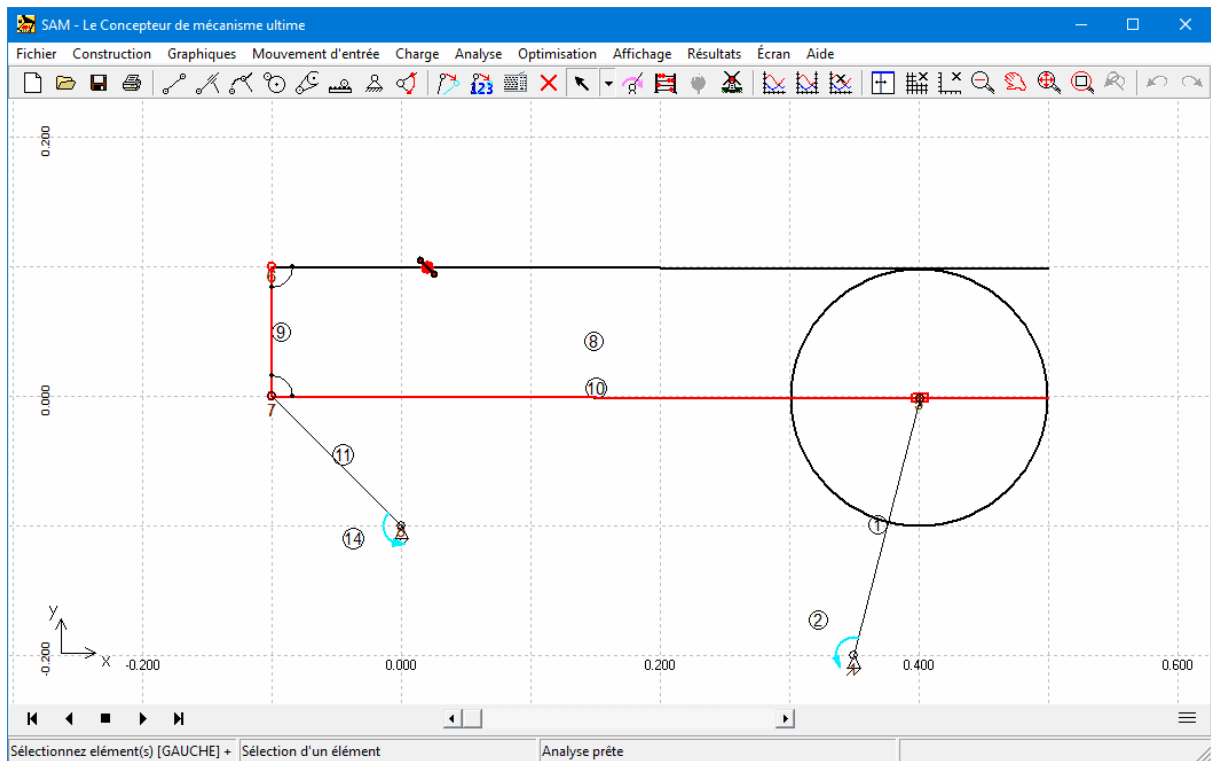 SAM - Le Concepteur de mécanisme ultime
Fichier Construction Graphiques Mouvement d'entrée Charge Analyse Optimisation Affichage Résultats Écran Aide
123
0.200
6
9
8
10
0.000
7
11
14
1
2
y
x
-0.200
-0.200 0.000 0.200 0.400 0.600
Sélectionnez elément(s) [GAUCHE] + Sélection d'un élément Analyse prête